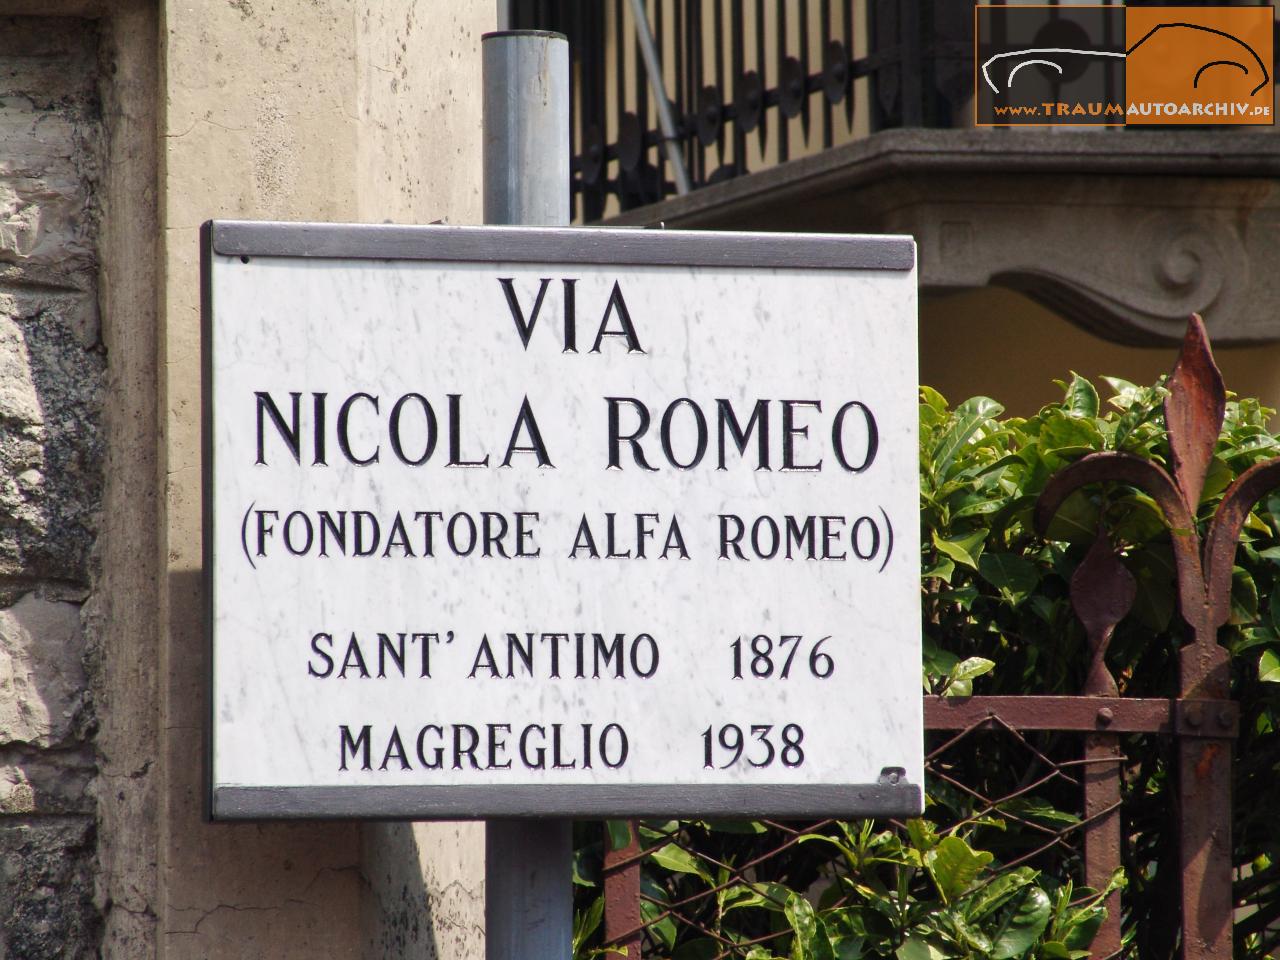 www.TRAUMAUTOARCHIV.DE
VIA
NICOLA ROMEO
(FONDATORE ALFA ROMEO)
SANT' ANTIMO 1876
MAGREGLIO 1938